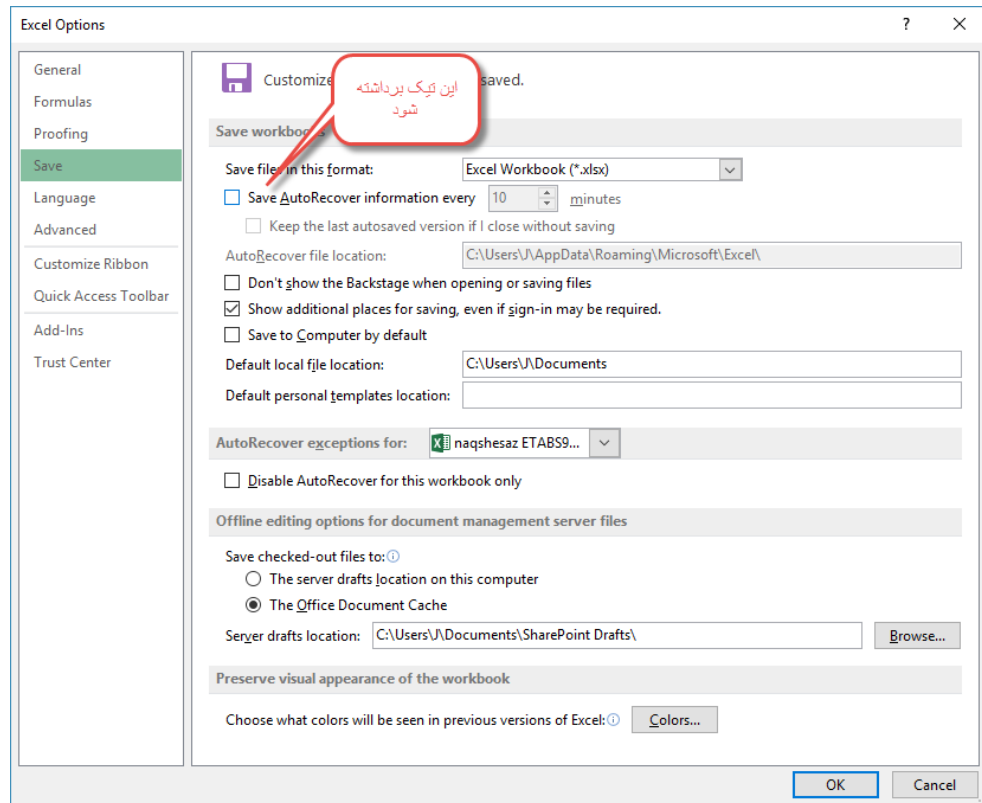 Excel Options
?
General
Formulas
Proofing
Save
Language
Advanced
Customize Ribbon
Quick Access Toolbar
Add-Ins
Trust Center
Customize saved.
این تیک برداشته
شود
Save workbooks
Save files in this format: Excel Workbook (*.xlsx)
Save AutoRecover information every 10 minutes
Keep the last autosaved version if I close without saving
AutoRecover file location: C:\Users\J\AppData\Roaming\Microsoft\Excel\
Don't show the Backstage when opening or saving files
Show additional places for saving, even if sign-in may be required.
Save to Computer by default
Default local file location: C:\Users\J\Documents
Default personal templates location:
AutoRecover exceptions for: naqshesaz ETABS9...
Disable AutoRecover for this workbook only
Offline editing options for document management server files
Save checked-out files to:
The server drafts location on this computer
The Office Document Cache
Server drafts location: C:\Users\J\Documents\SharePoint Drafts\ Browse...
Preserve visual appearance of the workbook
Choose what colors will be seen in previous versions of Excel: Colors...
OK Cancel